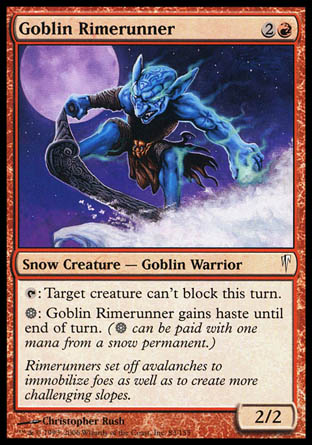 Goblin Rimerunner 2
Snow Creature — Goblin Warrior
: Target creature can't block this turn.
: Goblin Rimerunner gains haste until
end of turn. ( can be paid with one
mana from a snow permanent.)
Rimerunners set off avalanches to
immobilize foes as well as to create more
challenging slopes.
Christopher Rush
2/2